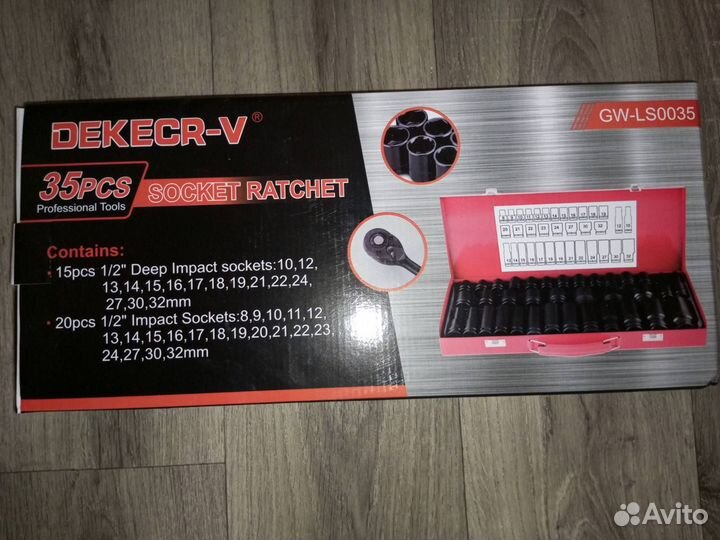 DEKECR-V®
GW-LS0035
35PCS
Professional Tools
SOCKET RATCHET
Contains:
• 15pcs 1/2" Deep Impact sockets:10,12,
13,14,15,16,17,18,19,21,22,24,
27,30,32mm
• 20pcs 1/2" Impact Sockets:8,9,10,11,12,
13,14,15,16,17,18,19,20,21,22,23,
24,27,30,32mm
Avito